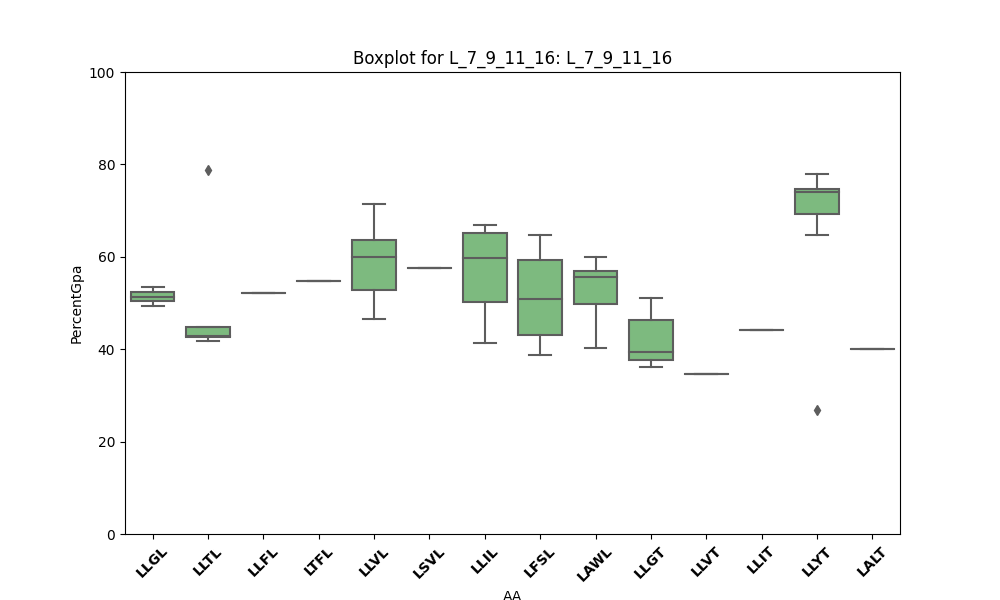 Boxplot for L_7_9_11_16: L_7_9_11_16
100
80
60
40
20
0
PercentGpa
LLGL LLTL LLFL LTFL LLVL LSVL LLIL LFSL LAWL LLGT LLVT LLIT LLYT LALT
AA